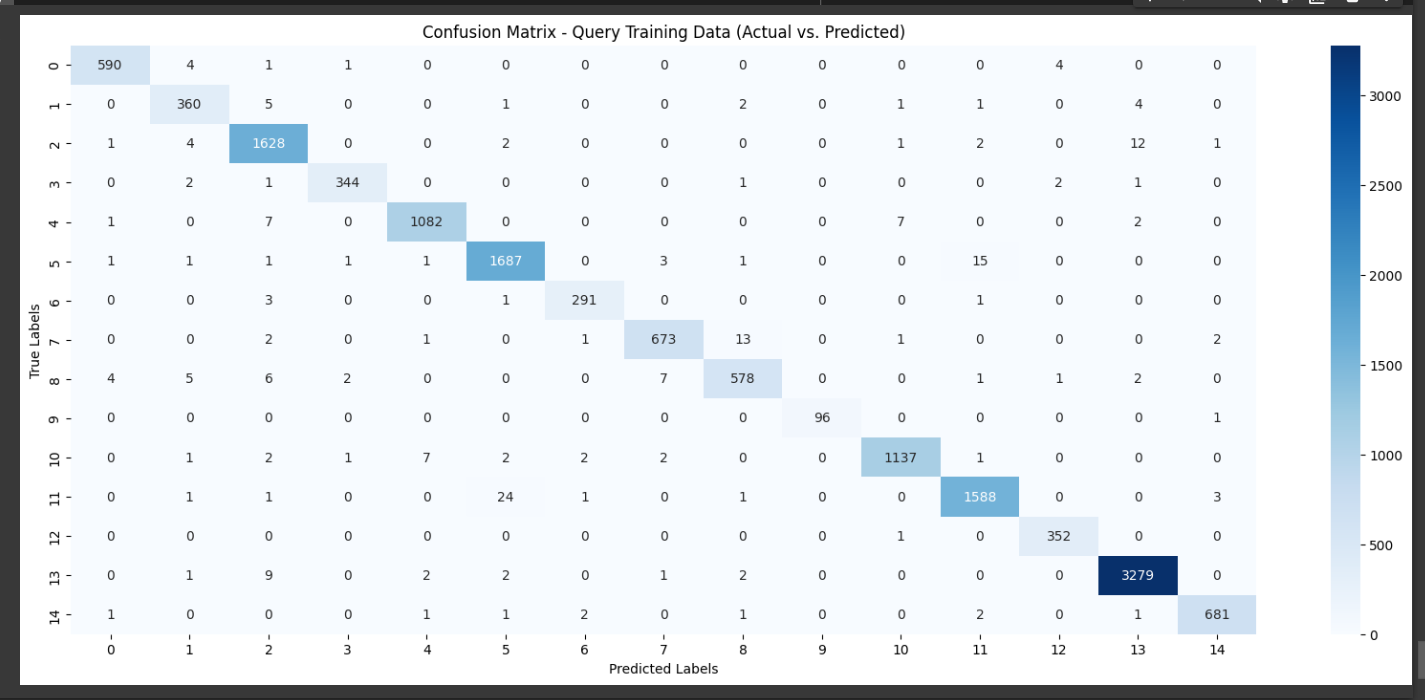 Confusion Matrix - Query Training Data (Actual vs. Predicted)
0 590 4 1 1 0 0 0 0 0 0 0 0 4 0 0
1 0 360 5 0 0 1 0 0 2 0 1 1 0 4 0
2 1 4 1628 0 0 2 0 0 0 0 1 2 0 12 1
3 0 2 1 344 0 0 0 0 1 0 0 0 2 1 0
4 1 0 7 0 1082 0 0 0 0 0 7 0 0 2 0
5 1 1 1 1 1 1687 0 3 1 0 0 15 0 0 0
6 0 0 3 0 0 1 291 0 0 0 0 1 0 0 0
7 0 0 2 0 1 0 1 673 13 0 1 0 0 0 2
8 4 5 6 2 0 0 0 7 578 0 0 1 1 2 0
9 0 0 0 0 0 0 0 0 0 96 0 0 0 0 1
10 0 1 2 1 7 2 2 2 0 0 1137 1 0 0 0
11 0 1 1 0 0 24 1 0 1 0 0 1588 0 0 3
12 0 0 0 0 0 0 0 0 0 0 1 0 352 0 0
13 0 1 9 0 2 2 0 1 2 0 0 0 0 3279 0
14 1 0 0 0 1 1 2 0 1 0 0 2 0 1 681
0 1 2 3 4 5 6 7 8 9 10 11 12 13 14
Predicted Labels
True Labels
3000
2500
2000
1500
1000
500
0